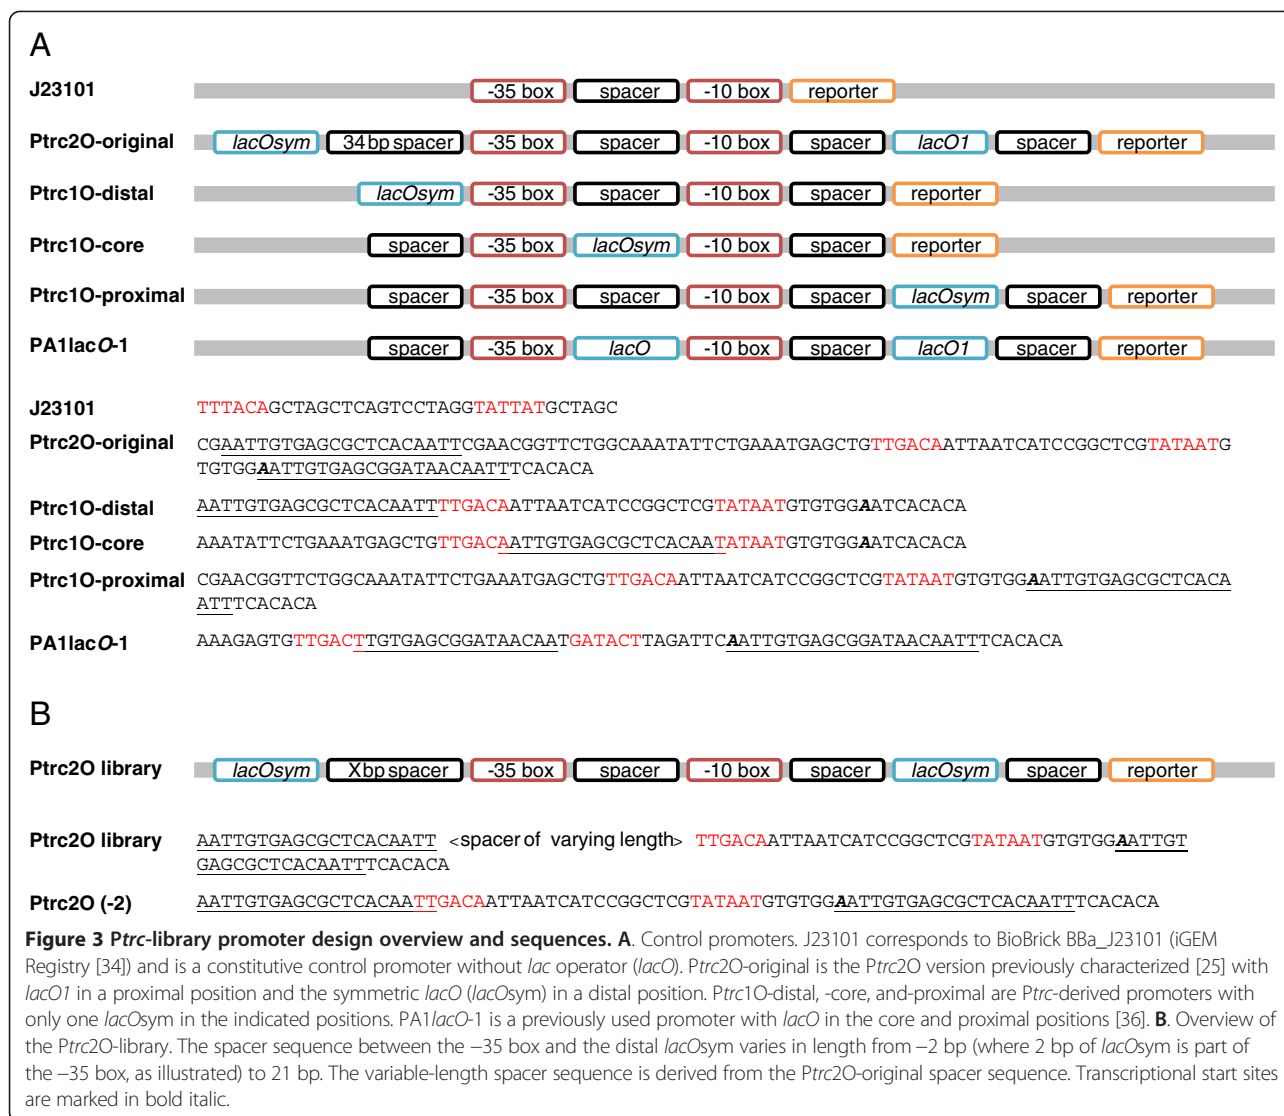 A
J23101 -35 box spacer -10 box reporter
Ptrc2O-original lacOsym 34bp spacer -35 box spacer -10 box spacer lacO1 spacer reporter
Ptrc1O-distal lacOsym -35 box spacer -10 box spacer reporter
Ptrc1O-core spacer -35 box lacOsym -10 box spacer reporter
Ptrc1O-proximal spacer -35 box spacer -10 box spacer lacOsym spacer reporter
PA1lacO-1 spacer -35 box lacO -10 box spacer lacO1 spacer reporter
J23101 TTTACAGCTAGCTCAGTCCTAGGTATTATGCTAGC
Ptrc2O-original CGAATTGTGAGCGCTCACAATTCGAACGGTTCTGGCAAATATTCTGAAATGAGCTGTTGACAATTAATCATCCGGCTCGTATAATG
TGTGGAATTGTGAGCGGATAACAATTTCACACA
Ptrc1O-distal AATTGTGAGCGCTCACAATTTTGACAATTAATCATCCGGCTCGTATAATGTGTGGAATCACACA
Ptrc1O-core AAATATTCTGAAATGAGCTGTTGACAATTGTGAGCGCTCACAATATAATGTGTGGAATCACACA
Ptrc1O-proximal CGAACGGTTCTGGCAAATATTCTGAAATGAGCTGTTGACAATTAATCATCCGGCTCGTATAATGTGTGGAATTGTGAGCGCTCACA
ATTTCACACA
PA1lacO-1 AAAGAGTGTTGACTTGTGAGCGGATAACAATGATACTTAGATTCAATTGTGAGCGGATAACAATTTCACACA
B
Ptrc2O library lacOsym Xbp spacer -35 box spacer -10 box spacer lacOsym spacer reporter
Ptrc2O library AATTGTGAGCGCTCACAATT <spacer of varying length> TTGACAATTAATCATCCGGCTCGTATAATGTGTGGAATTGT
GAGCGCTCACAATTTCACACA
Ptrc2O (-2) AATTGTGAGCGCTCACAATTGACAATTAATCATCCGGCTCGTATAATGTGTGGAATTGTGAGCGCTCACAATTTCACACA
Figure 3 Ptrc-library promoter design overview and sequences. A. Control promoters. J23101 corresponds to BioBrick BBa_J23101 (iGEM
Registry [34]) and is a constitutive control promoter without lac operator (lacO). Ptrc2O-original is the Ptrc2O version previously characterized [25] with
lacO1 in a proximal position and the symmetric lacO (lacOsym) in a distal position. Ptrc1O-distal, -core, and-proximal are Ptrc-derived promoters with
only one lacOsym in the indicated positions. PA1lacO-1 is a previously used promoter with lacO in the core and proximal positions [36]. B. Overview of
the Ptrc2O-library. The spacer sequence between the −35 box and the distal lacOsym varies in length from −2 bp (where 2 bp of lacOsym is part of
the −35 box, as illustrated) to 21 bp. The variable-length spacer sequence is derived from the Ptrc2O-original spacer sequence. Transcriptional start sites
are marked in bold italic.